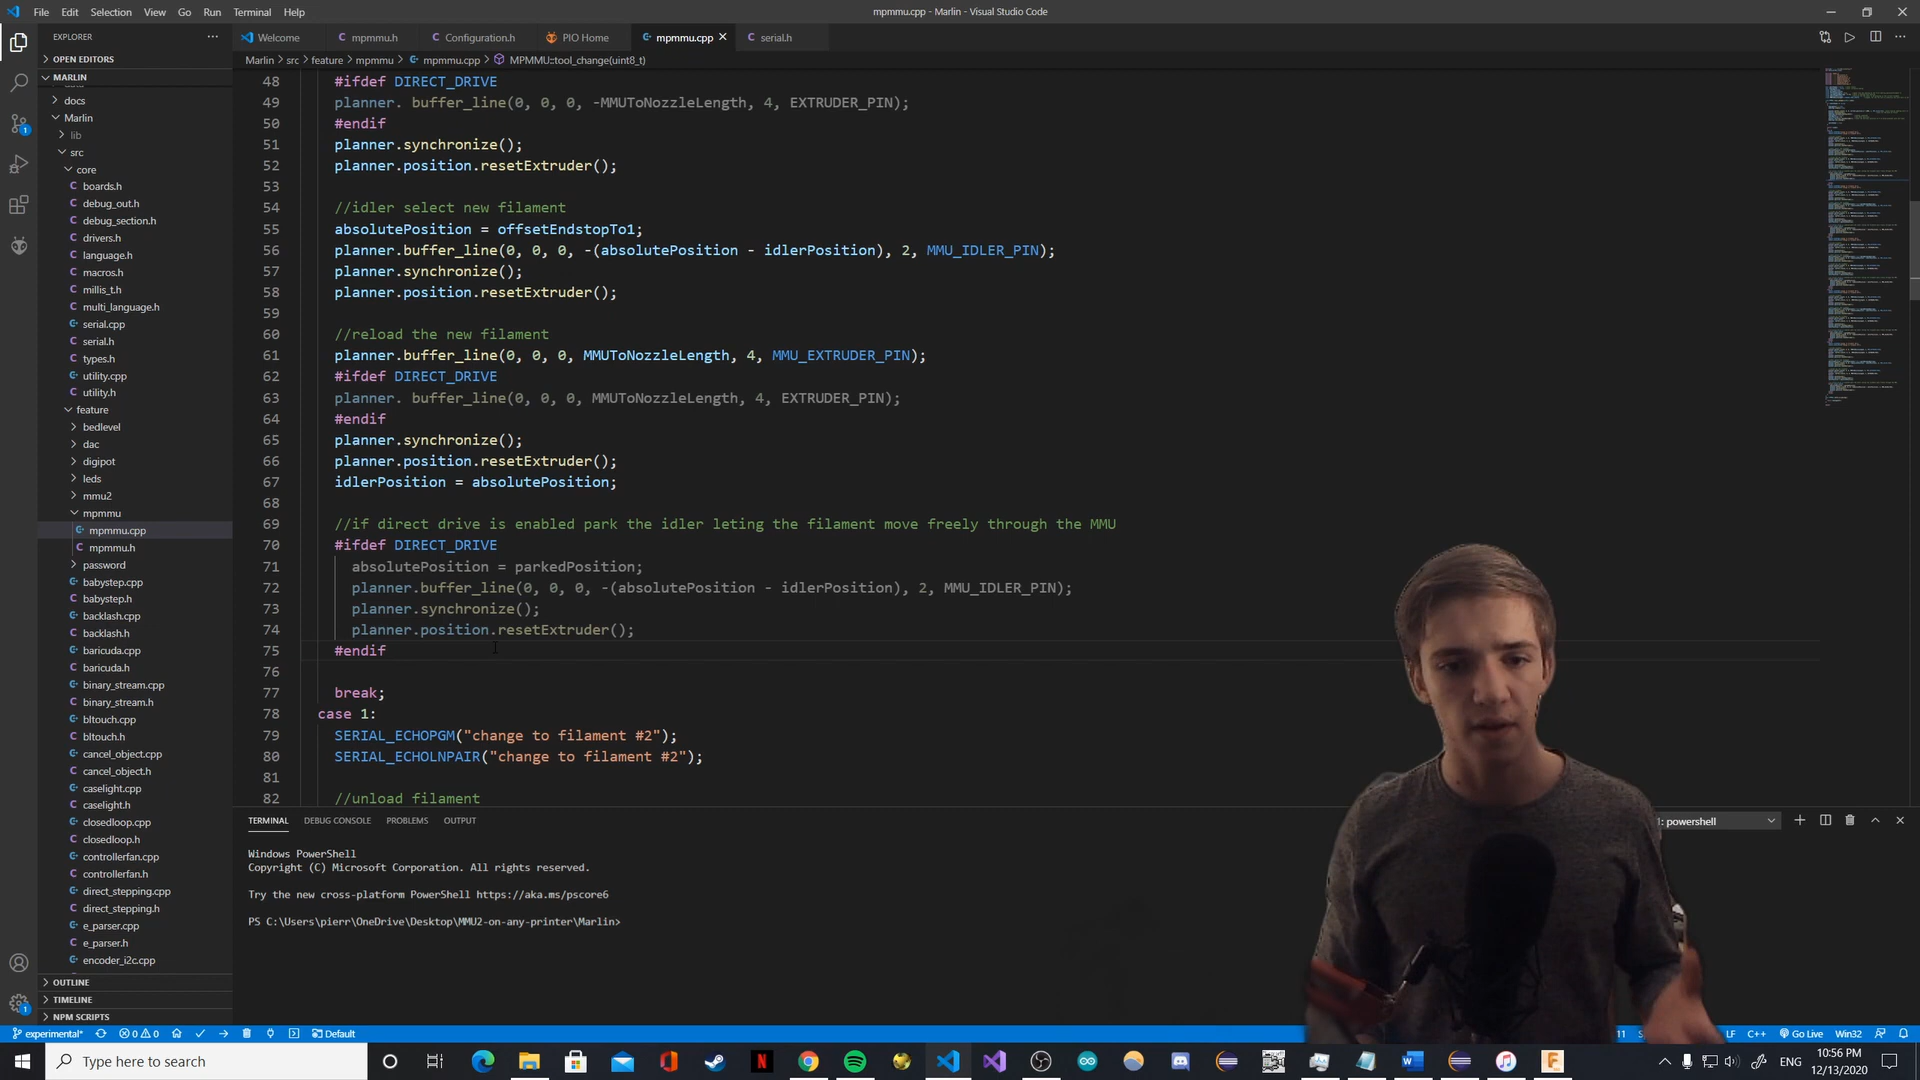 File Edit Selection View Go Run Terminal Help
mpmmu.cpp - Marlin - Visual Studio Code
EXPLORER
OPEN EDITORS
MARLIN
docs
Marlin
lib
src
core
boards.h
debug_out.h
debug_section.h
drivers.h
language.h
macros.h
millis_t.h
multi_language.h
serial.cpp
serial.h
types.h
utility.cpp
utility.h
feature
bedlevel
dac
digipot
leds
mmu2
mpmmu
mpmmu.cpp
mpmmu.h
password
babystep.cpp
babystep.h
backlash.cpp
backlash.h
baricuda.cpp
baricuda.h
binary_stream.cpp
binary_stream.h
bltouch.cpp
bltouch.h
cancel_object.cpp
cancel_object.h
caselight.cpp
caselight.h
closedloop.cpp
closedloop.h
controllerfan.cpp
controllerfan.h
direct_stepping.cpp
direct_stepping.h
e_parser.cpp
e_parser.h
encoder_i2c.cpp
OUTLINE
TIMELINE
NPM SCRIPTS
Welcome mpmmu.h Configuration.h PIO Home mpmmu.cpp serial.h
Marlin > src > feature > mpmmu > mpmmu.cpp > MPMMU::tool_change(uint8_t)
48 #ifdef DIRECT_DRIVE
49 planner. buffer_line(0, 0, 0, -MMUToNozzleLength, 4, EXTRUDER_PIN);
50 #endif
51 planner.synchronize();
52 planner.position.resetExtruder();
53
54 //idler select new filament
55 absolutePosition = offsetEndstopTo1;
56 planner.buffer_line(0, 0, 0, -(absolutePosition - idlerPosition), 2, MMU_IDLER_PIN);
57 planner.synchronize();
58 planner.position.resetExtruder();
59
60 //reload the new filament
61 planner.buffer_line(0, 0, 0, MMUToNozzleLength, 4, MMU_EXTRUDER_PIN);
62 #ifdef DIRECT_DRIVE
63 planner. buffer_line(0, 0, 0, MMUToNozzleLength, 4, EXTRUDER_PIN);
64 #endif
65 planner.synchronize();
66 planner.position.resetExtruder();
67 idlerPosition = absolutePosition;
68
69 //if direct drive is enabled park the idler leting the filament move freely through the MMU
70 #ifdef DIRECT_DRIVE
71 absolutePosition = parkedPosition;
72 planner.buffer_line(0, 0, 0, -(absolutePosition - idlerPosition), 2, MMU_IDLER_PIN);
73 planner.synchronize();
74 planner.position.resetExtruder();
75 #endif
76
77 break;
78 case 1:
79 SERIAL_ECHOPGM("change to filament #2");
80 SERIAL_ECHOLNPAIR("change to filament #2");
81
82 //unload filament
TERMINAL DEBUG CONSOLE PROBLEMS OUTPUT
1: powershell
Windows PowerShell
Copyright (C) Microsoft Corporation. All rights reserved.
Try the new cross-platform PowerShell https://aka.ms/pscore6
PS C:\Users\pierr\OneDrive\Desktop\MMU2-on-any-printer\Marlin>
experimental* 0 0 Default
LF C++ Go Live Win32
Type here to search
ENG
10:56 PM
12/13/2020